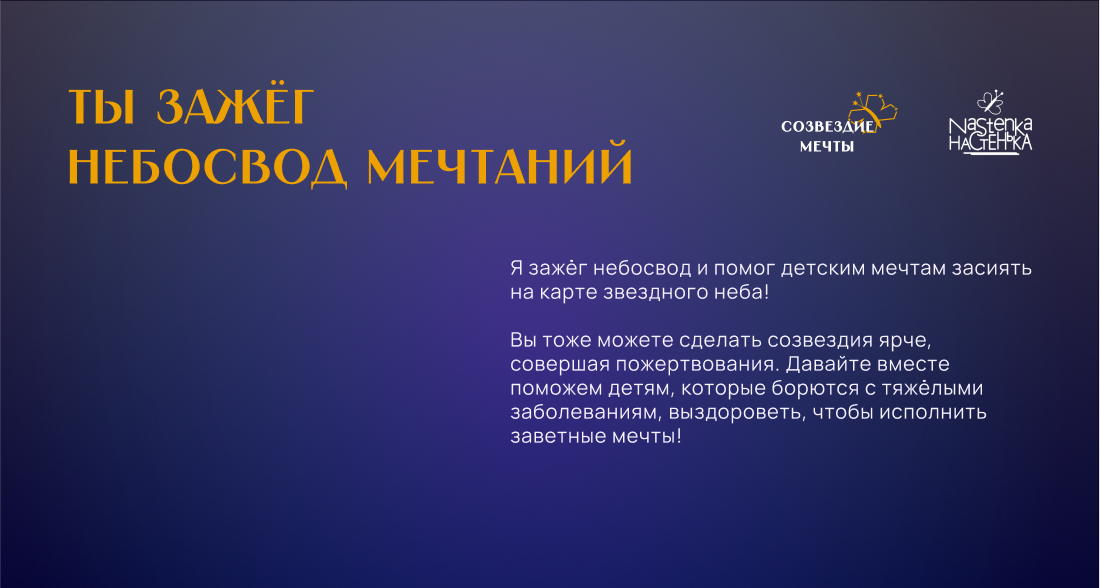 ТЫ ЗАЖЁГ
НЕБОСВОД МЕЧТАНИЙ
СОЗВЕЗДИЕ
МЕЧТЫ
Nastenka
НАСТЕНЬКА
Я зажёг небосвод и помог детским мечтам засиять
на карте звездного неба!
Вы тоже можете сделать созвездия ярче,
совершая пожертвования. Давайте вместе
поможем детям, которые борются с тяжёлыми
заболеваниям, выздороветь, чтобы исполнить
заветные мечты!